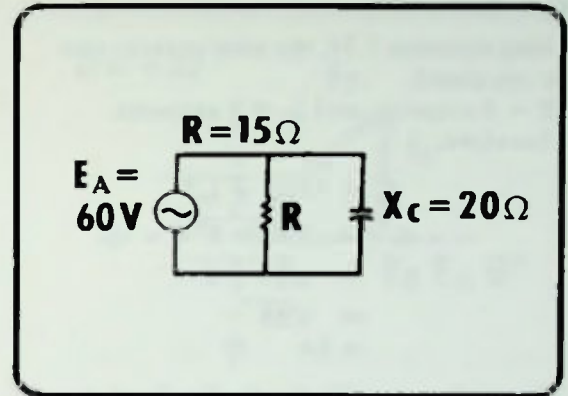 R = 15Ω
E_A =
60 V
R
X_C = 20Ω